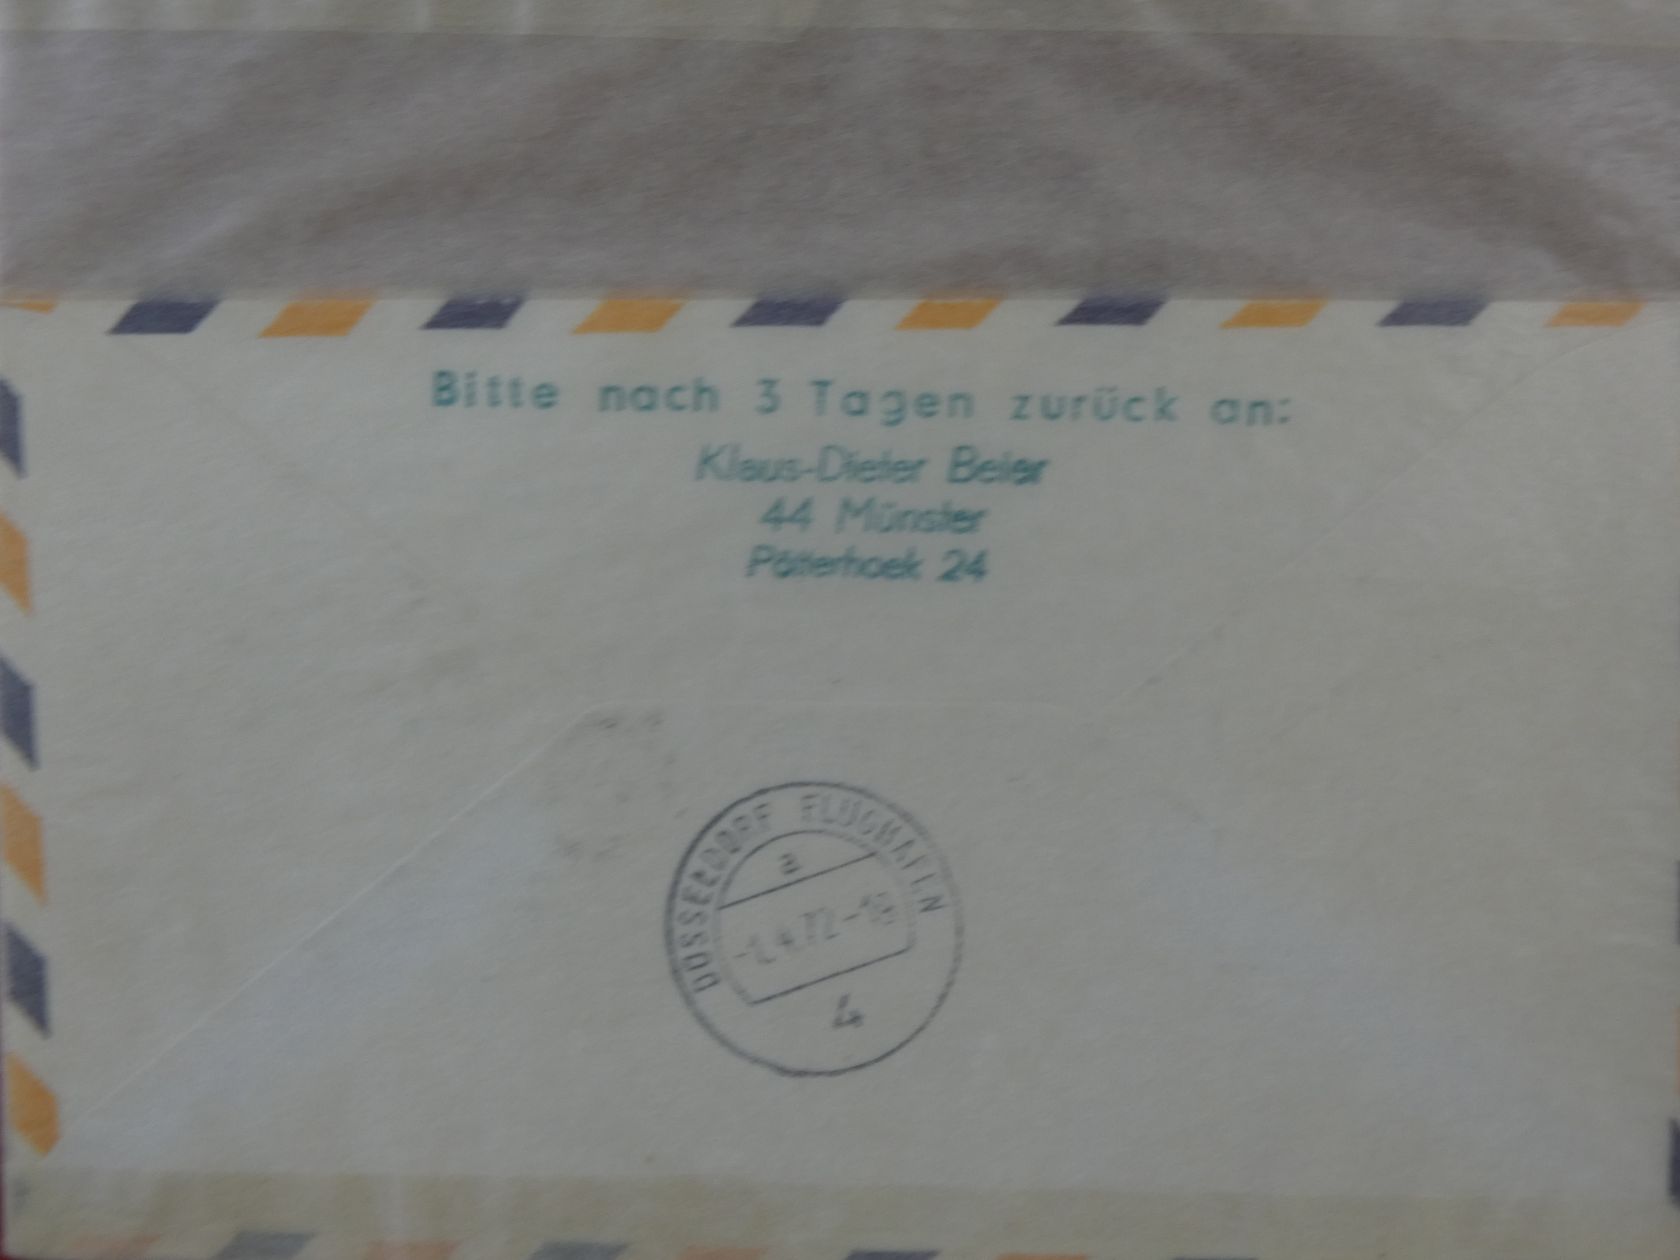 Bitte nach 3 Tagen zurück an:
Klaus-Dieter Beier
44 Münster
Pötterhoek 24
DÜSSELDORF FLUGHAFEN
a
-1.4.72-18
4